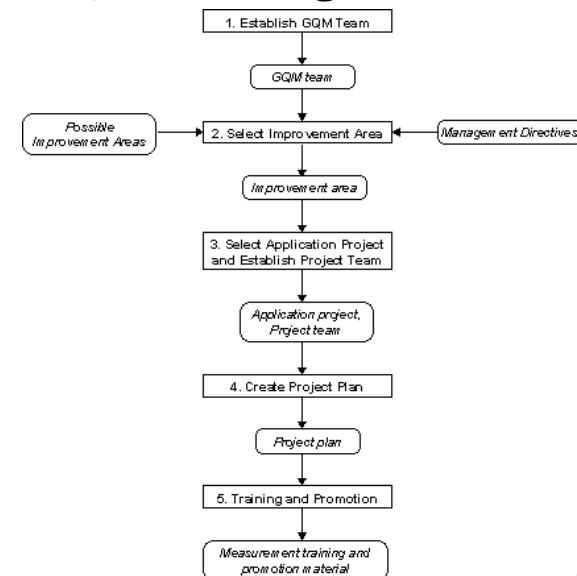 1. Establish GQM Team
GQM team
Possible
Improvement Areas
2. Select Improvement Area
Management Directives
Improvement area
3. Select Application Project
and Establish Project Team
Application project,
Project team
4. Create Project Plan
Project plan
5. Training and Promotion
Measurement training and
promotion material